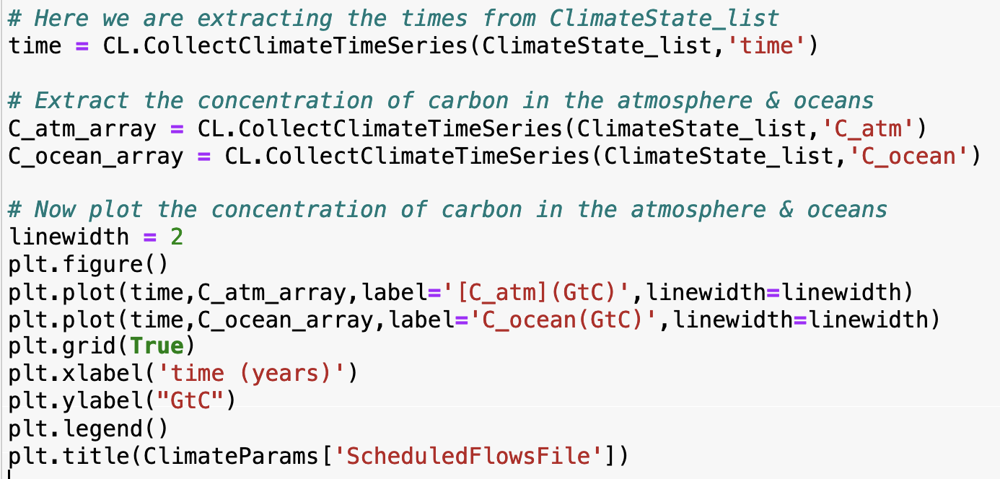 # Here we are extracting the times from ClimateState_list
time = CL.CollectClimateTimeSeries(ClimateState_list,'time')
# Extract the concentration of carbon in the atmosphere & oceans
C_atm_array = CL.CollectClimateTimeSeries(ClimateState_list,'C_atm')
C_ocean_array = CL.CollectClimateTimeSeries(ClimateState_list,'C_ocean')
# Now plot the concentration of carbon in the atmosphere & oceans
linewidth = 2
plt.figure()
plt.plot(time,C_atm_array,label='[C_atm](GtC)',linewidth=linewidth)
plt.plot(time,C_ocean_array,label='C_ocean(GtC)',linewidth=linewidth)
plt.grid(True)
plt.xlabel('time (years)')
plt.ylabel("GtC")
plt.legend()
plt.title(ClimateParams['ScheduledFlowsFile'])